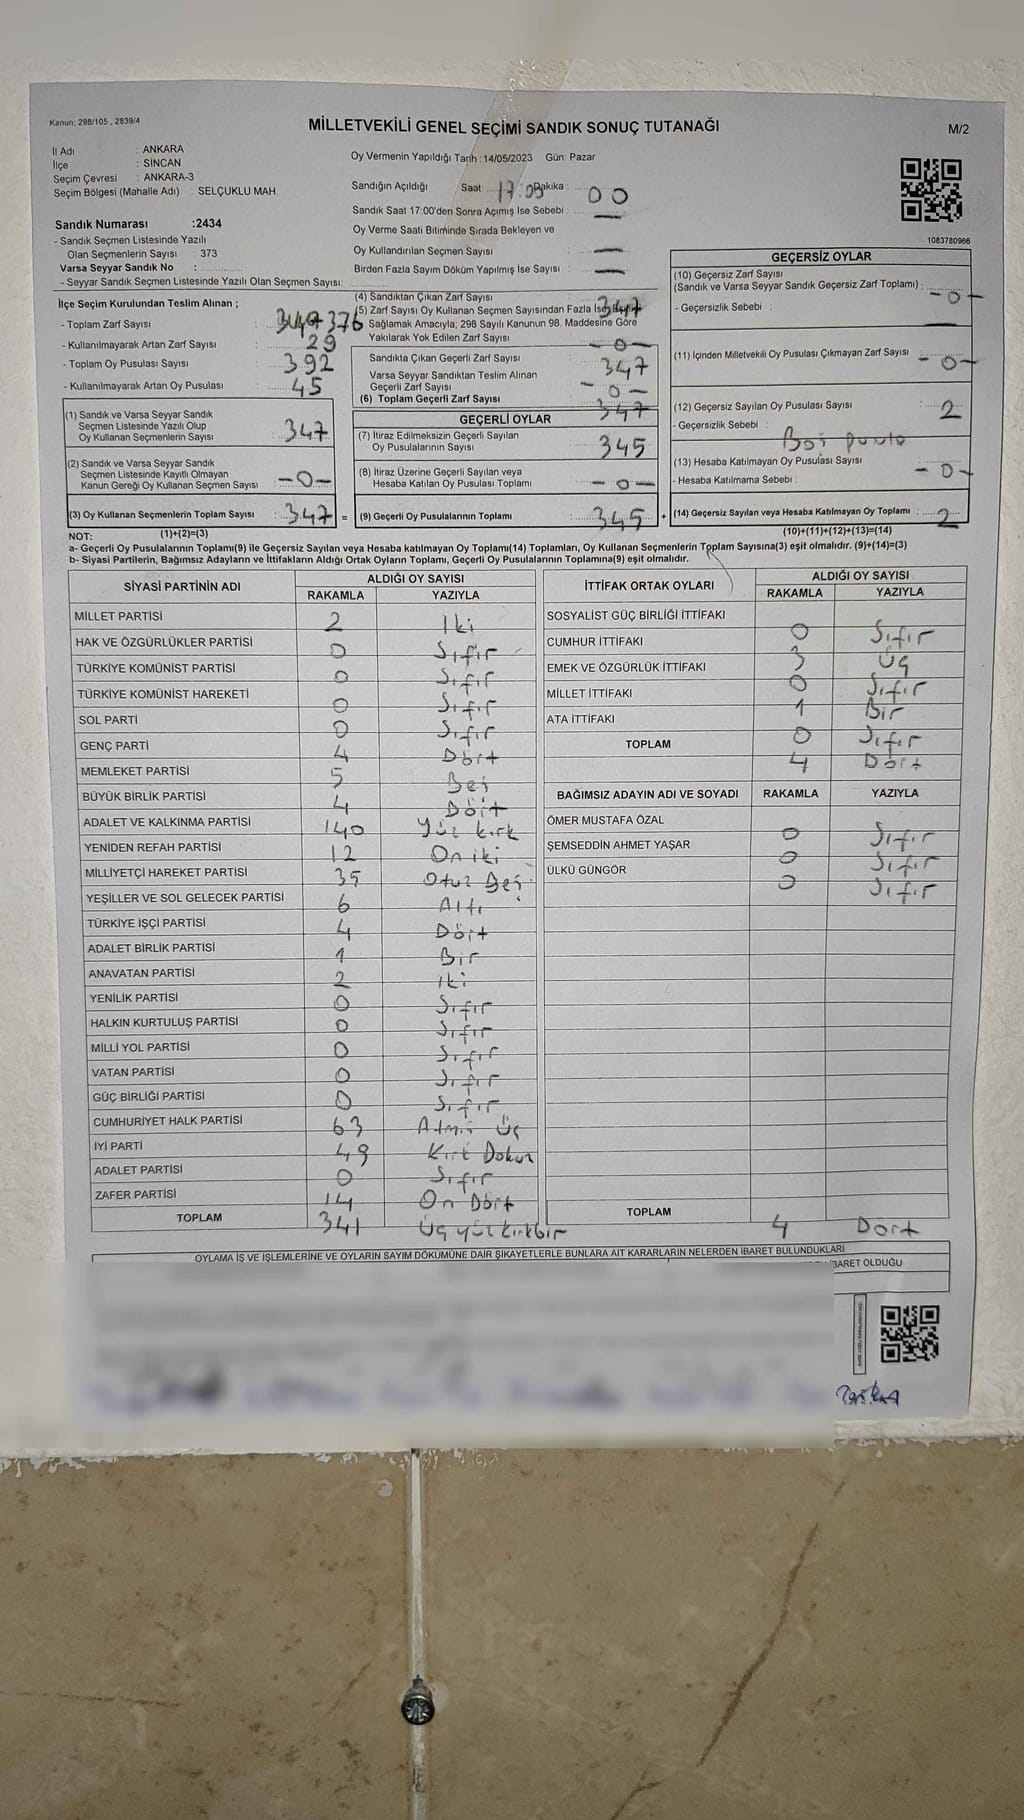 Kanun; 298/105 , 2839/4
MİLLETVEKİLİ GENEL SEÇİMİ SANDIK SONUÇ TUTANAĞI
M/2
İl Adı : ANKARA
İlçe : SİNCAN
Seçim Çevresi : ANKARA-3
Seçim Bölgesi (Mahalle Adı) : SELÇUKLU MAH.
Sandık Numarası :2434
- Sandık Seçmen Listesinde Yazılı
Olan Seçmenlerin Sayısı : 373
Varsa Seyyar Sandık No :
- Seyyar Sandık Seçmen Listesinde Yazılı Olan Seçmen Sayısı:
Oy Vermenin Yapıldığı Tarih :14/05/2023 Gün: Pazar
Sandığın Açıldığı Saat Dakika : 00
Sandık Saat 17:00'den Sonra Açımış İse Sebebi : —
Oy Verme Saati Bitiminde Sırada Bekleyen ve
Oy Kullandırılan Seçmen Sayısı : —
Birden Fazla Sayım Döküm Yapılmış İse Sayısı : —
1083780966
İlçe Seçim Kurulundan Teslim Alınan ;
- Toplam Zarf Sayısı : 376
- Kullanılmayarak Artan Zarf Sayısı : 29
- Toplam Oy Pusulası Sayısı : 392
- Kullanılmayarak Artan Oy Pusulası : 45
(1) Sandık ve Varsa Seyyar Sandık
Seçmen Listesinde Yazılı Olup
Oy Kullanan Seçmenlerin Sayısı : 347
(2) Sandık ve Varsa Seyyar Sandık
Seçmen Listesinde Kayıtlı Olmayan
Kanun Gereği Oy Kullanan Seçmen Sayısı : -0-
(3) Oy Kullanan Seçmenlerin Toplam Sayısı : 347 =
(1)+(2)=(3)
(4) Sandıktan Çıkan Zarf Sayısı : 347
(5) Zarf Sayısı Oy Kullanan Seçmen Sayısından Fazla İse
Sağlamak Amacıyla; 298 Sayılı Kanunun 98. Maddesine Göre
Yakılarak Yok Edilen Zarf Sayısı : -0-
Sandıkta Çıkan Geçerli Zarf Sayısı : 347
Varsa Seyyar Sandıktan Teslim Alınan
Geçerli Zarf Sayısı : -0-
(6) Toplam Geçerli Zarf Sayısı : 347
GEÇERLİ OYLAR
(7) İtiraz Edilmeksizin Geçerli Sayılan
Oy Pusulalarının Sayısı : 345
(8) İtiraz Üzerine Geçerli Sayılan veya
Hesaba Katılan Oy Pusulası Toplamı : -0-
(9) Geçerli Oy Pusulalarının Toplamı : 345 +
GEÇERSİZ OYLAR
(10) Geçersiz Zarf Sayısı
(Sandık ve Varsa Seyyar Sandık Geçersiz Zarf Toplamı) : -0-
- Geçersizlik Sebebi : —
(11) İçinden Milletvekili Oy Pusulası Çıkmayan Zarf Sayısı : -0-
(12) Geçersiz Sayılan Oy Pusulası Sayısı : 2
- Geçersizlik Sebebi : Boş pusula
(13) Hesaba Katılmayan Oy Pusulası Sayısı : -0-
- Hesaba Katılmama Sebebi :
(14) Geçersiz Sayılan veya Hesaba Katılmayan Oy Toplamı : 2
(10)+(11)+(12)+(13)=(14)
NOT:
a- Geçerli Oy Pusulalarının Toplamı(9) ile Geçersiz Sayılan veya Hesaba katılmayan Oy Toplamı(14) Toplamları, Oy Kullanan Seçmenlerin Toplam Sayısına(3) eşit olmalıdır. (9)+(14)=(3)
b- Siyasi Partilerin, Bağımsız Adayların ve İttifakların Aldığı Ortak Oyların Toplamı, Geçerli Oy Pusulalarının Toplamına(9) eşit olmalıdır.
SİYASİ PARTİNİN ADI ALDIĞI OY SAYISI
RAKAMLA YAZIYLA
MİLLET PARTİSİ 2 İki
HAK VE ÖZGÜRLÜKLER PARTİSİ 0 Sıfır
TÜRKİYE KOMÜNİST PARTİSİ 0 Sıfır
TÜRKİYE KOMÜNİST HAREKETİ 0 Sıfır
SOL PARTİ 0 Sıfır
GENÇ PARTİ 4 Dört
MEMLEKET PARTİSİ 5 Beş
BÜYÜK BİRLİK PARTİSİ 4 Dört
ADALET VE KALKINMA PARTİSİ 140 Yüz kırk
YENİDEN REFAH PARTİSİ 12 On iki
MİLLİYETÇİ HAREKET PARTİSİ 35 Otuz Beş
YEŞİLLER VE SOL GELECEK PARTİSİ 6 Altı
TÜRKİYE İŞÇİ PARTİSİ 4 Dört
ADALET BİRLİK PARTİSİ 1 Bir
ANAVATAN PARTİSİ 2 İki
YENİLİK PARTİSİ 0 Sıfır
HALKIN KURTULUŞ PARTİSİ 0 Sıfır
MİLLİ YOL PARTİSİ 0 Sıfır
VATAN PARTİSİ 0 Sıfır
GÜÇ BİRLİĞİ PARTİSİ 0 Sıfır
CUMHURİYET HALK PARTİSİ 63 Atmış Üç
İYİ PARTİ 49 Kırk Dokuz
ADALET PARTİSİ 0 Sıfır
ZAFER PARTİSİ 14 On Dört
TOPLAM 341 Üçyüzkırkbir
İTTİFAK ORTAK OYLARI ALDIĞI OY SAYISI
RAKAMLA YAZIYLA
SOSYALİST GÜÇ BİRLİĞİ İTTİFAKI 0 Sıfır
CUMHUR İTTİFAKI 3 Üç
EMEK VE ÖZGÜRLÜK İTTİFAKI 0 Sıfır
MİLLET İTTİFAKI 1 Bir
ATA İTTİFAKI 0 Sıfır
TOPLAM 4 Dört
BAĞIMSIZ ADAYIN ADI VE SOYADI RAKAMLA YAZIYLA
ÖMER MUSTAFA ÖZAL 0 Sıfır
ŞEMSEDDİN AHMET YAŞAR 0 Sıfır
ÜLKÜ GÜNGÖR 0 Sıfır
TOPLAM 4 Dört
OYLAMA İŞ VE İŞLEMLERİNE VE OYLARIN SAYIM DÖKÜMÜNE DAİR ŞİKAYETLERLE BUNLARA AİT KARARLARIN NELERDEN İBARET BULUNDUKLARI
İBARET OLDUĞU